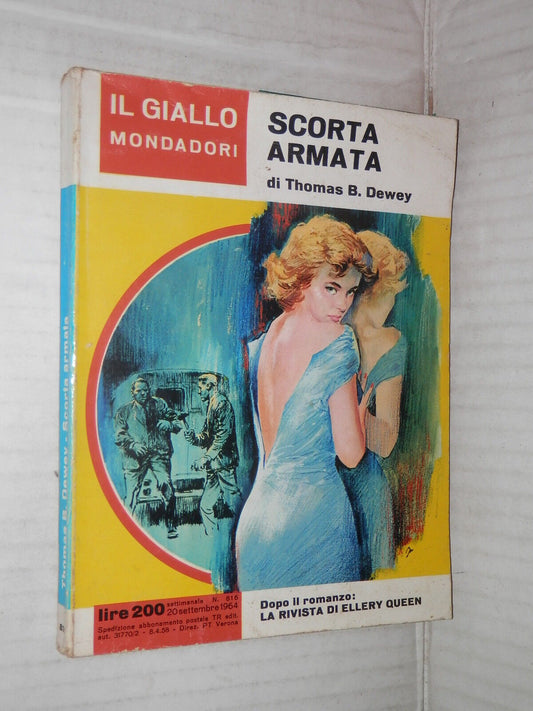 IL GIALLO
MONDADORI
SCORTA
ARMATA
di Thomas B. Dewey
Thomas B. Dewey - Scorta armata
lire 200
settimanale N. 816
20 settembre 1964
Spedizione abbonamento postale TR edit.
aut. 31770/2 - 8.4.58 - Direz. PT Verona
Dopo il romanzo:
LA RIVISTA DI ELLERY QUEEN